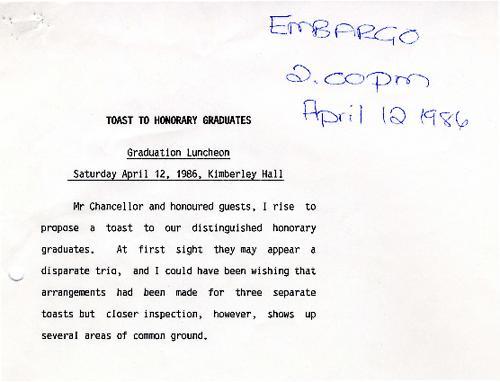 EMBARGO
2.00pm
April 12 1986
TOAST TO HONORARY GRADUATES
Graduation Luncheon
Saturday April 12, 1986, Kimberley Hall
Mr Chancellor and honoured guests, I rise to
propose a toast to our distinguished honorary
graduates. At first sight they may appear a
disparate trio, and I could have been wishing that
arrangements had been made for three separate
toasts but closer inspection, however, shows up
several areas of common ground.